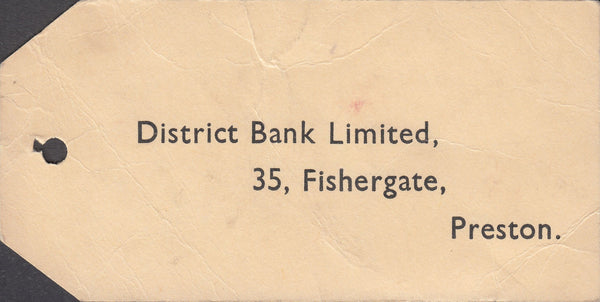 District Bank Limited,
35, Fishergate,
Preston.